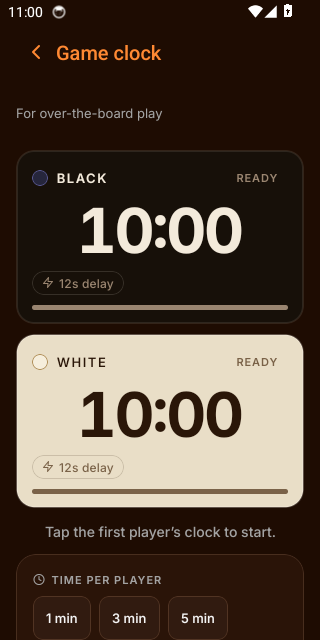 11:00
Game clock
For over-the-board play
BLACK
READY
10:00
12s delay
WHITE
READY
10:00
12s delay
Tap the first player’s clock to start.
TIME PER PLAYER
1 min
3 min
5 min